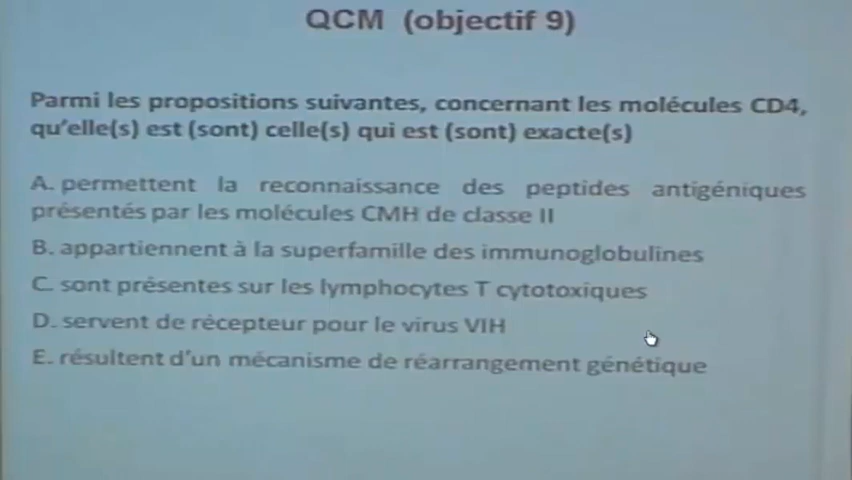 QCM (objectif 9)
Parmi les propositions suivantes, concernant les molécules CD4,
qu'elle(s) est (sont) celle(s) qui est (sont) exacte(s)
A. permettent la reconnaissance des peptides antigéniques
présentés par les molécules CMH de classe II
B. appartiennent à la superfamille des immunoglobulines
C. sont présentes sur les lymphocytes T cytotoxiques
D. servent de récepteur pour le virus VIH
E. résultent d'un mécanisme de réarrangement génétique